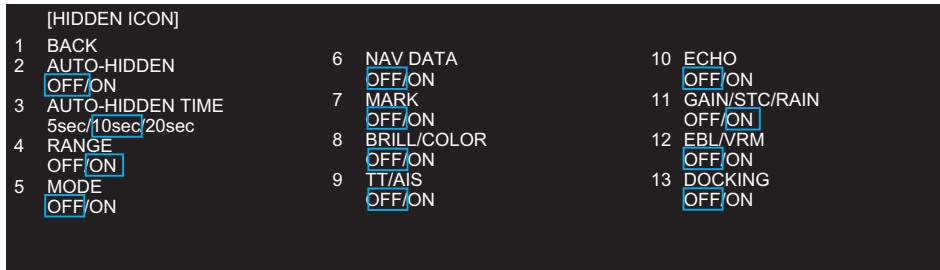 [HIDDEN ICON]
1 BACK
2 AUTO-HIDDEN
OFF/ON
3 AUTO-HIDDEN TIME
5sec/10sec/20sec
4 RANGE
OFF/ON
5 MODE
OFF/ON
6 NAV DATA
OFF/ON
7 MARK
OFF/ON
8 BRILL/COLOR
OFF/ON
9 TT/AIS
OFF/ON
10 ECHO
OFF/ON
11 GAIN/STC/RAIN
OFF/ON
12 EBL/VRM
OFF/ON
13 DOCKING
OFF/ON